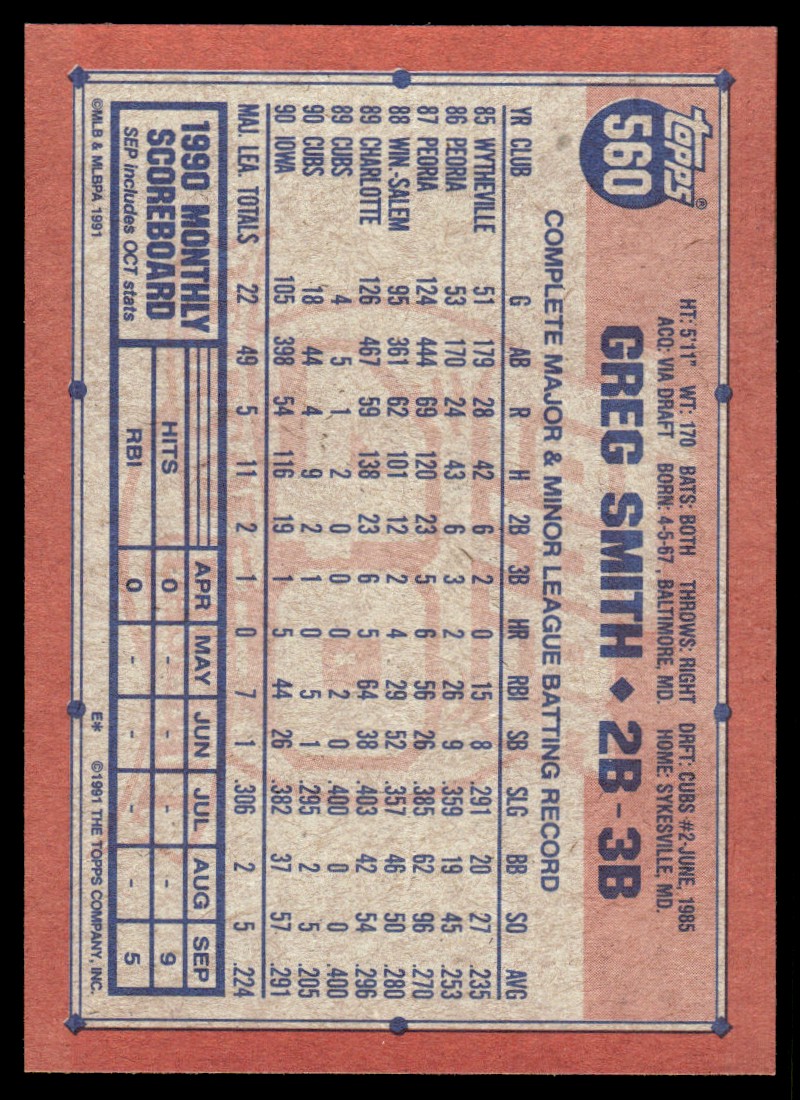 topps®
560
HT: 5'11" WT: 170 BATS: BOTH THROWS: RIGHT DRFT: CUBS #2-JUNE, 1985
ACQ: VIA DRAFT BORN: 4-5-67, BALTIMORE, MD. HOME: SYKESVILLE, MD.
GREG SMITH ◆ 2B-3B
COMPLETE MAJOR & MINOR LEAGUE BATTING RECORD
YR CLUB G AB R H 2B 3B HR RBI SB SLG BB SO AVG
85 WYTHEVILLE 51 179 28 42 6 2 0 15 8 .291 20 27 .235
86 PEORIA 53 170 24 43 6 3 2 26 9 .359 19 45 .253
87 PEORIA 124 444 69 120 23 5 6 56 26 .385 62 96 .270
88 WIN.-SALEM 95 361 62 101 12 2 4 29 52 .357 46 50 .280
89 CHARLOTTE 126 467 59 138 23 6 5 64 38 .403 42 54 .296
89 CUBS 4 5 1 2 0 0 0 2 0 .400 0 0 .400
90 CUBS 18 44 4 9 2 1 0 5 1 .295 2 5 .205
90 IOWA 105 398 54 116 19 1 5 44 26 .382 37 57 .291
MAJ. LEA. TOTALS 22 49 5 11 2 1 0 7 1 .306 2 5 .224
1990 MONTHLY
SCOREBOARD
SEP includes OCT stats
APR MAY JUN JUL AUG SEP
HITS 0 - - - - 9
RBI 0 - - - - 5
©MLB & MLBPA 1991 E* ©1991 THE TOPPS COMPANY, INC.